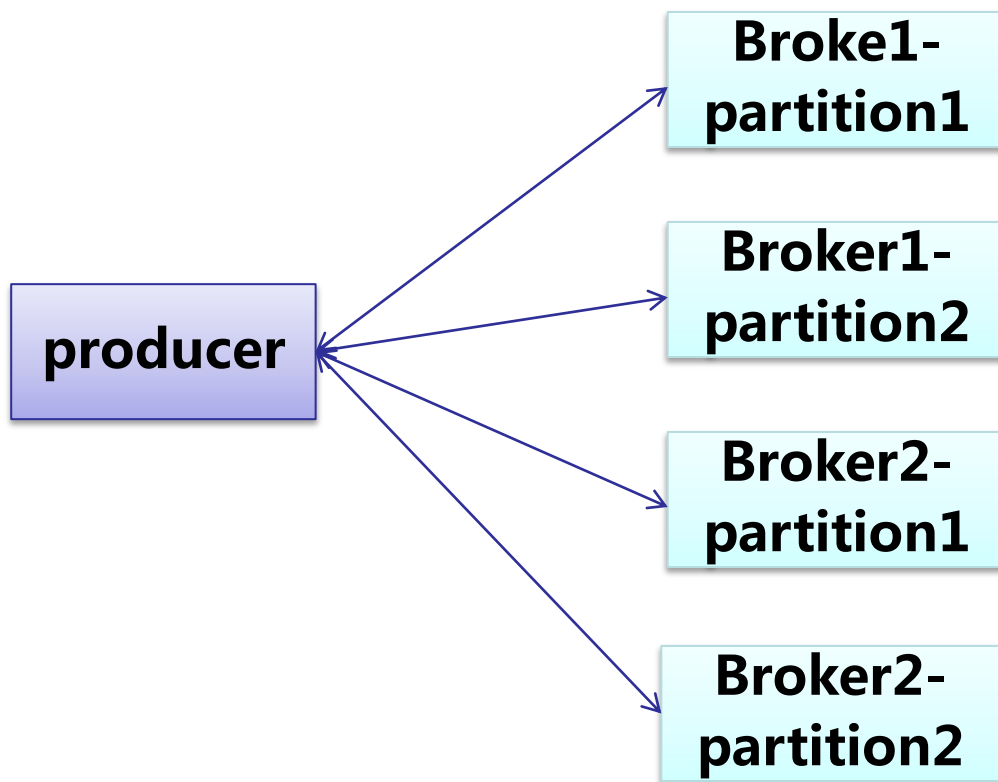 Broke1-
partition1
Broker1-
partition2
producer
Broker2-
partition1
Broker2-
partition2